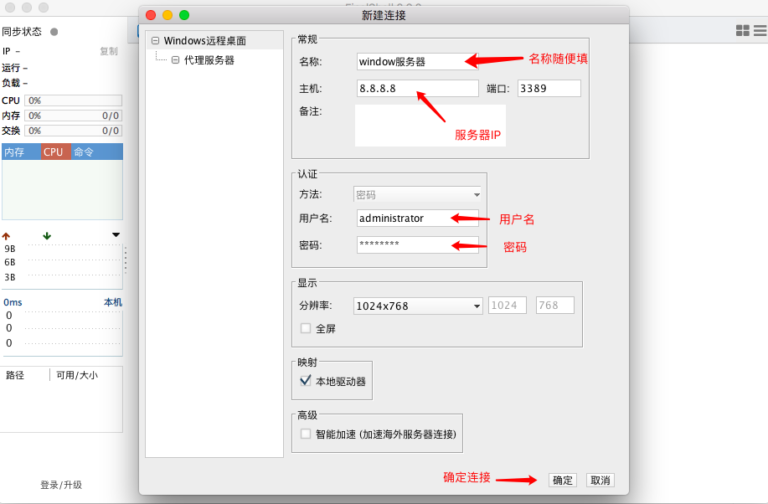 新建连接
同步状态
IP –
复制
运行 –
负载 –
CPU 0%
内存 0% 0/0
交换 0% 0/0
内存 CPU 命令
9B
6B
3B
0ms 本机
0
0
0
路径 可用/大小
登录/升级
Windows远程桌面
代理服务器
常规
名称: window服务器 名称随便填
主机: 8.8.8.8 端口: 3389
备注:
服务器IP
认证
方法: 密码
用户名: administrator 用户名
密码: ******** 密码
显示
分辨率: 1024x768 1024 768
全屏
映射
本地驱动器
高级
智能加速 (加速海外服务器连接)
确定连接 确定 取消